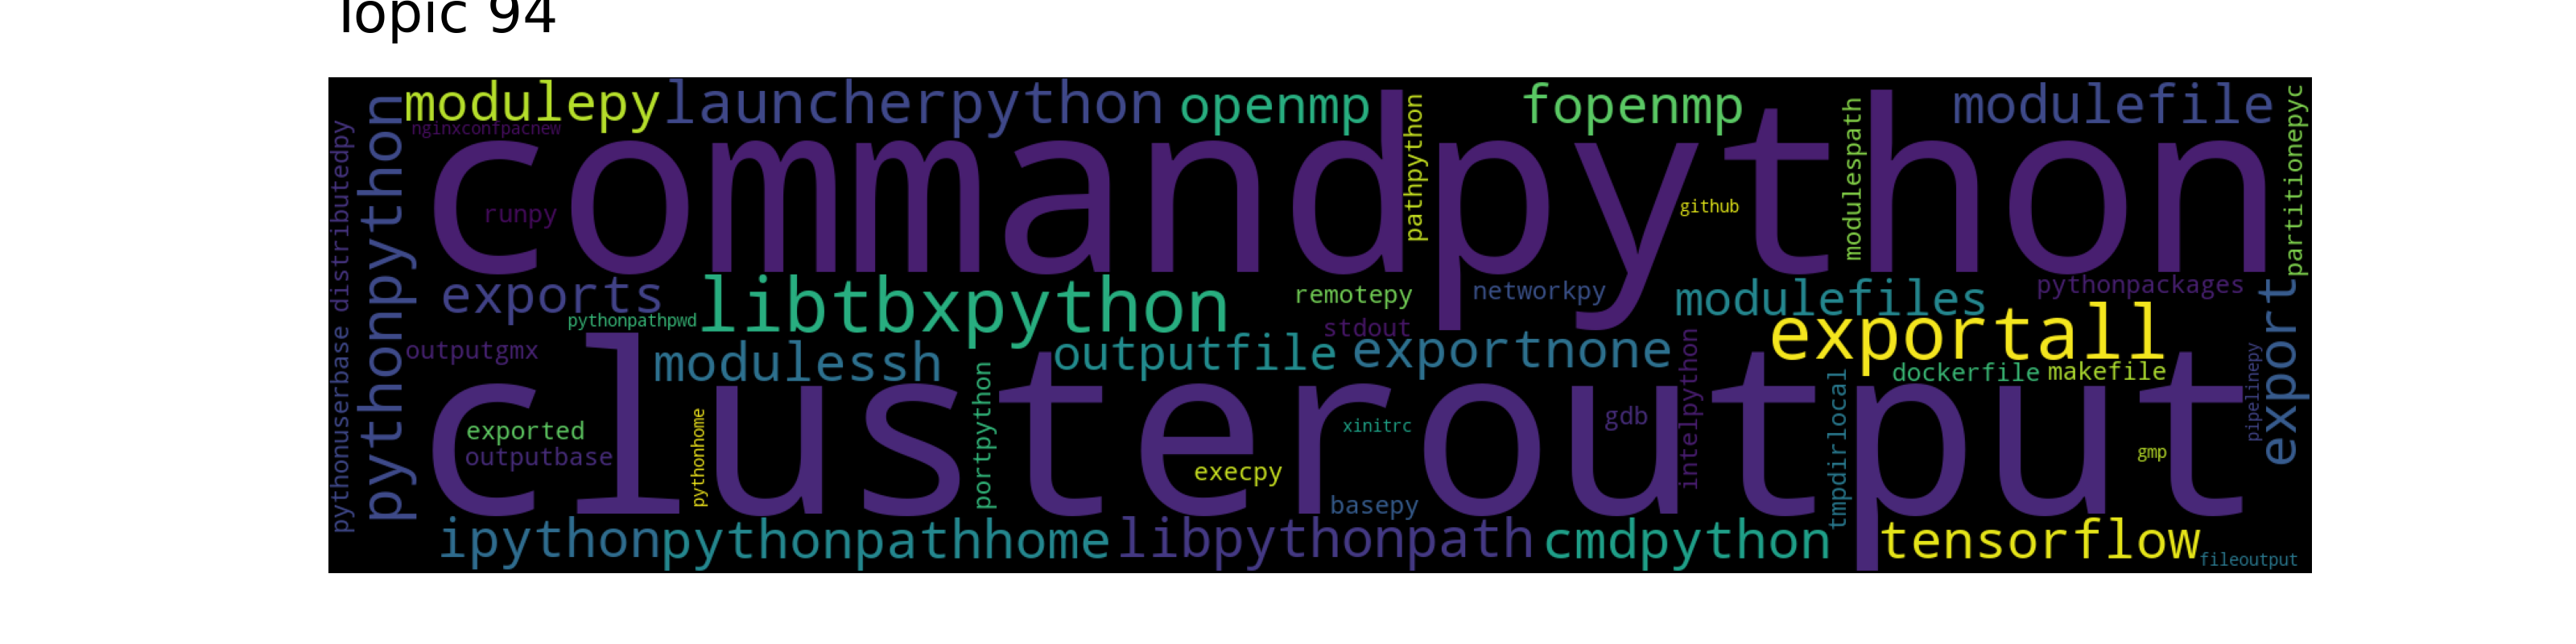 Topic 94
modulepy launcherpython openmp fopenmp modulefile
nginxconfpacnew
commandpython
runpy
pathpython
github
modulespath
partitionepyc
pythonuserbase distributedpy
pythonpython
exports libtbxpython remotepy networkpy modulefiles pythonpackages
pythonpathpwd
stdout
exportall
outputgmx modulessh outputfile exportnone
dockerfile makefile
export
pipelinepy
clusteroutput
exported
outputbase
pythonhome
portpython
execpy
xinitrc
basepy
gdb
intelpython
tmpdirlocal
gmp
ipython pythonpathhome libpythonpath cmdpython tensorflow
fileoutput